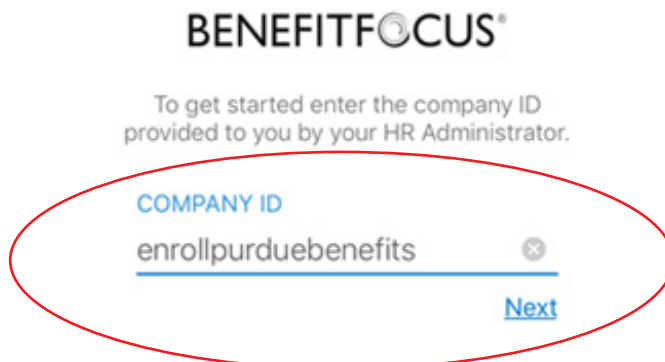 BENEFITFOCUS®
To get started enter the company ID
provided to you by your HR Administrator.
COMPANY ID
enrollpurduebenefits
Next